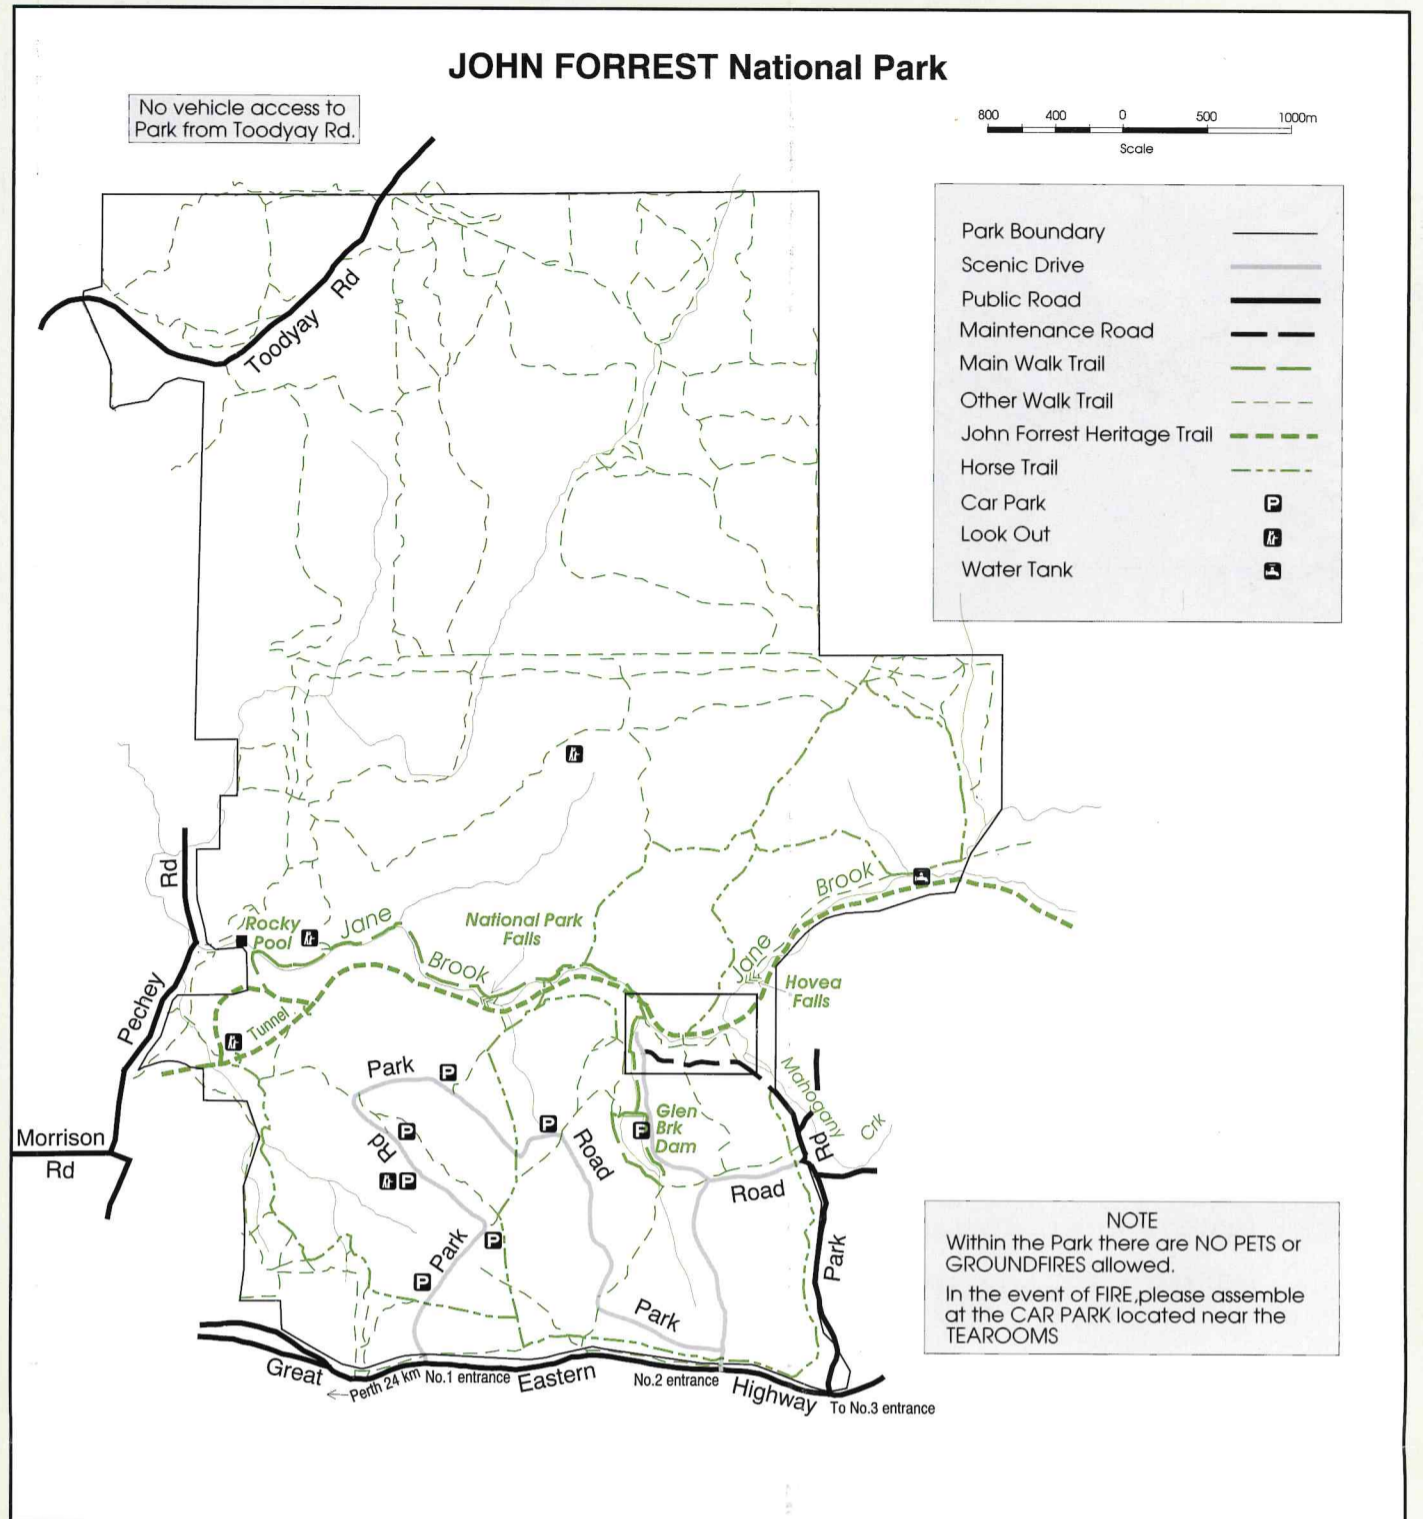 JOHN FORREST National Park
No vehicle access to
Park from Toodyay Rd.
800 400 0 500 1000m
Scale
Park Boundary
Scenic Drive
Public Road
Maintenance Road
Main Walk Trail
Other Walk Trail
John Forrest Heritage Trail
Horse Trail
Car Park
P
Look Out
Water Tank
Toodyay Rd
Rd
Pechey
Rocky
Pool
Jane
Brook
National Park
Falls
Brook
Jane
Hovea
Falls
Tunnel
Park
P
P
P
Rd
P
Road
Glen
Brk
Dam
P
Mahogany
Crk
Rd
Morrison
Rd
Road
P
Park
P
Park
Park
NOTE
Within the Park there are NO PETS or
GROUNDFIRES allowed.
In the event of FIRE,please assemble
at the CAR PARK located near the
TEAROOMS
Great Eastern Highway
Perth 24 km
No.1 entrance
No.2 entrance
To No.3 entrance